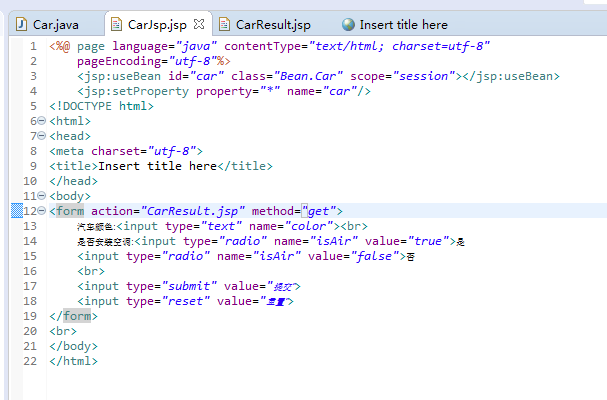 Car.java CarJsp.jsp CarResult.jsp Insert title here
1 <%@ page language="java" contentType="text/html; charset=utf-8"
2 pageEncoding="utf-8"%>
3 <jsp:useBean id="car" class="Bean.Car" scope="session"></jsp:useBean>
4 <jsp:setProperty property="*" name="car"/>
5 <!DOCTYPE html>
6 <html>
7 <head>
8 <meta charset="utf-8">
9 <title>Insert title here</title>
10 </head>
11 <body>
12 <form action="CarResult.jsp" method="get">
13 汽车颜色:<input type="text" name="color"><br>
14 是否安装空调:<input type="radio" name="isAir" value="true">是
15 <input type="radio" name="isAir" value="false">否
16 <br>
17 <input type="submit" value="提交">
18 <input type="reset" value="重置">
19 </form>
20 <br>
21 </body>
22 </html>